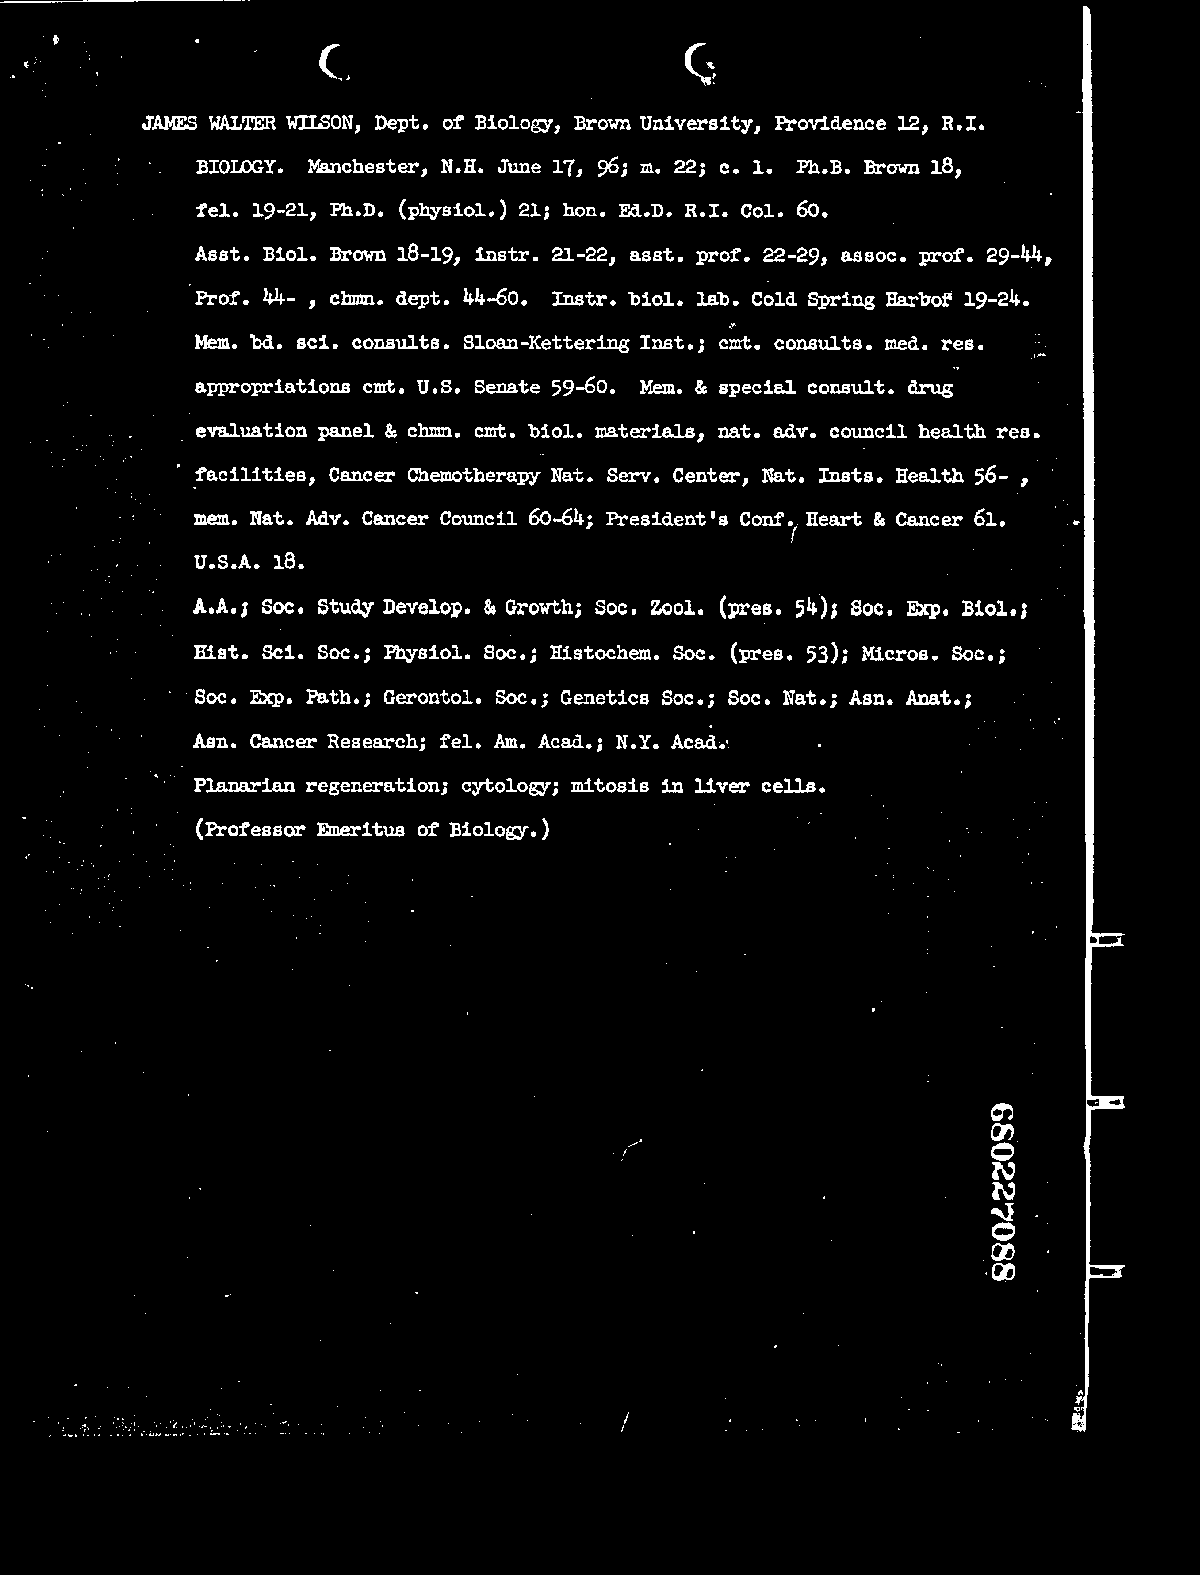 JAMES WALTER WILSON, Dept. of Biology, Brown University, Providence 12, R.I.
BIOLOGY. Manchester, N.H. June 17, 96; m. 22; c. 1. Ph.B. Brown 18,
fel. 19-21, Ph.D. (physiol.) 21; hon. Ed.D. R.I. Col. 60.
Asst. Biol. Brown 18-19, instr. 21-22, asst. prof. 22-29, assoc. prof. 29-44,
Prof. 44- , chmn. dept. 44-60. Instr. biol. lab. Cold Spring Harbor 19-24.
Mem. bd. sci. consults. Sloan-Kettering Inst.; cmt. consults. med. res.
appropriations cmt. U.S. Senate 59-60. Mem. & special consult. drug
evaluation panel & chmn. cmt. biol. materials, nat. adv. council health res.
facilities, Cancer Chemotherapy Nat. Serv. Center, Nat. Insts. Health 56- ,
mem. Nat. Adv. Cancer Council 60-64; President's Conf., Heart & Cancer 61.
U.S.A. 18.
A.A.; Soc. Study Develop. & Growth; Soc. Zool. (pres. 54); Soc. Exp. Biol.;
Hist. Sci. Soc.; Physiol. Soc.; Histochem. Soc. (pres. 53); Micros. Soc.;
Soc. Exp. Path.; Gerontol. Soc.; Genetics Soc.; Soc. Nat.; Asn. Anat.;
Asn. Cancer Research; fel. Am. Acad.; N.Y. Acad.
Planarian regeneration; cytology; mitosis in liver cells.
(Professor Emeritus of Biology.)
680227088